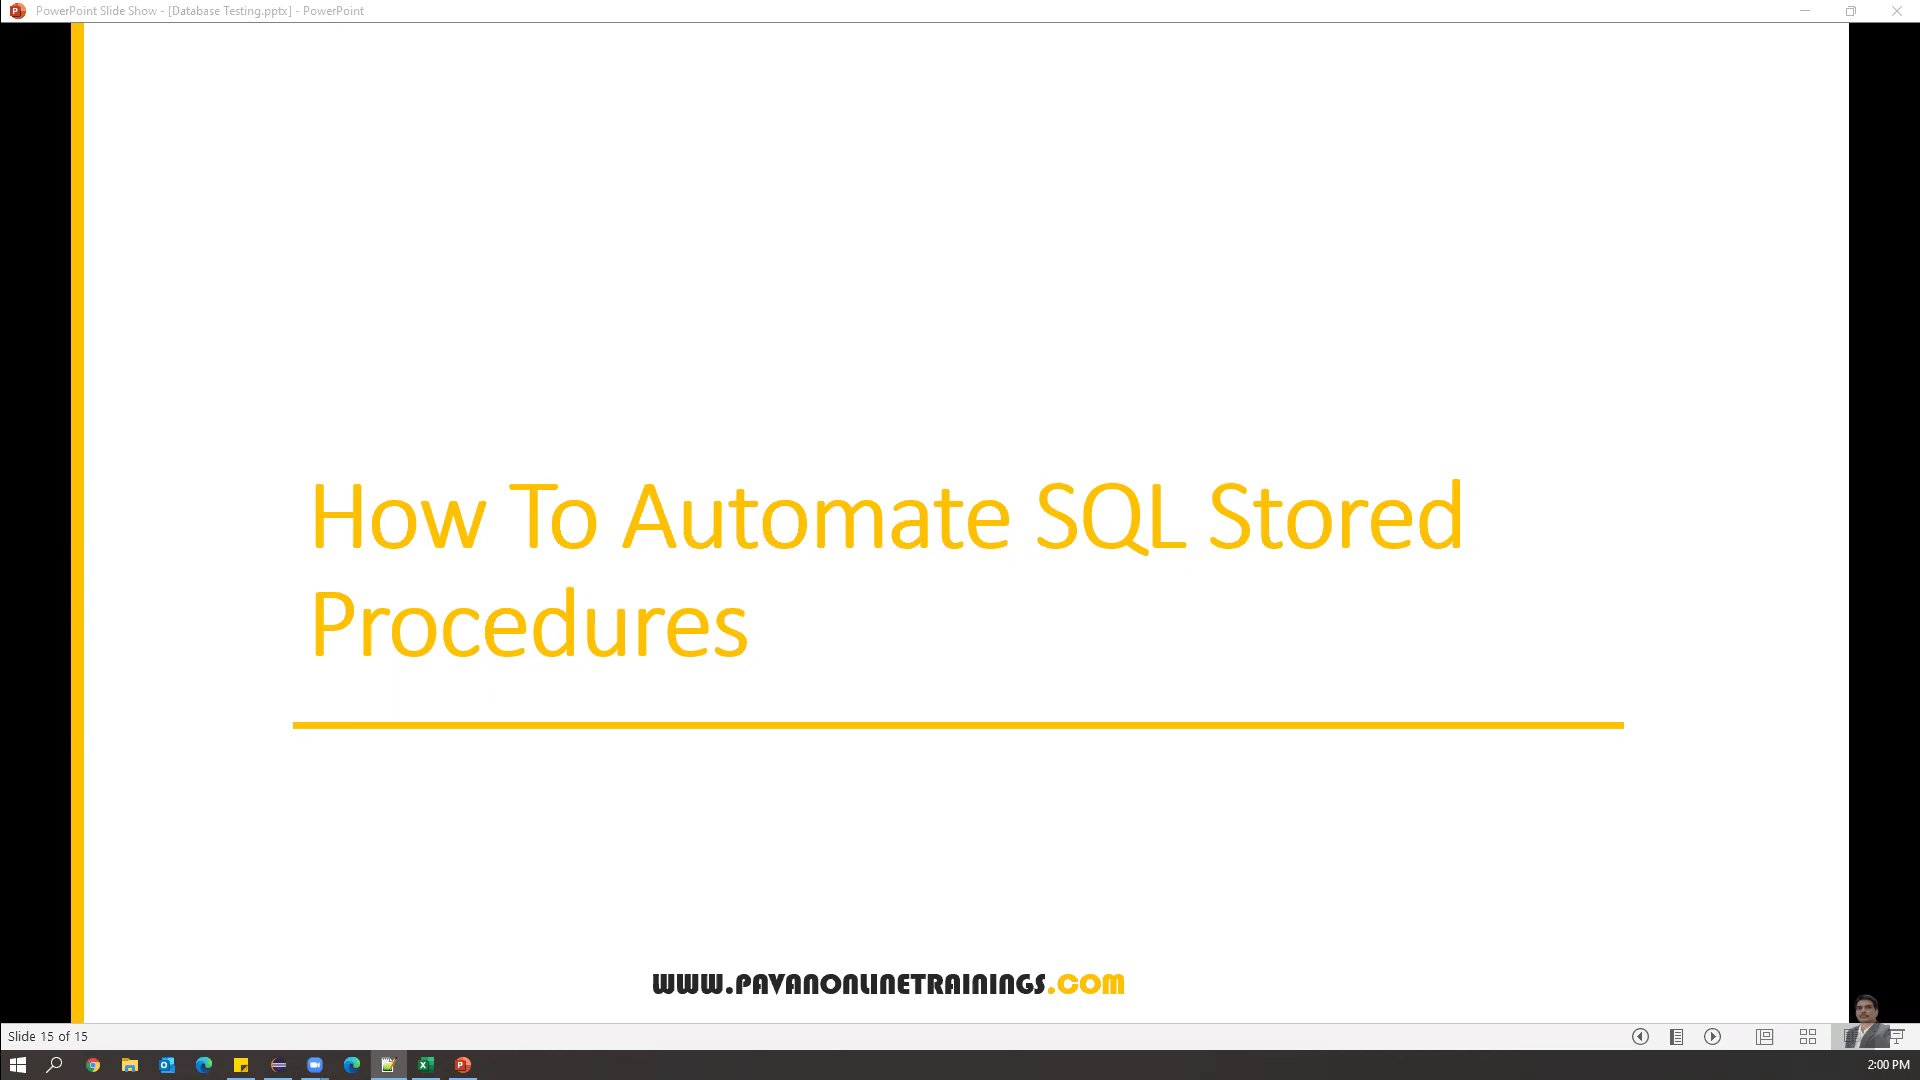 PowerPoint Slide Show - [Database Testing.pptx] - PowerPoint
How To Automate SQL Stored
Procedures
WWW.PAVANONLINETRAININGS.COM
Slide 15 of 15
2:00 PM